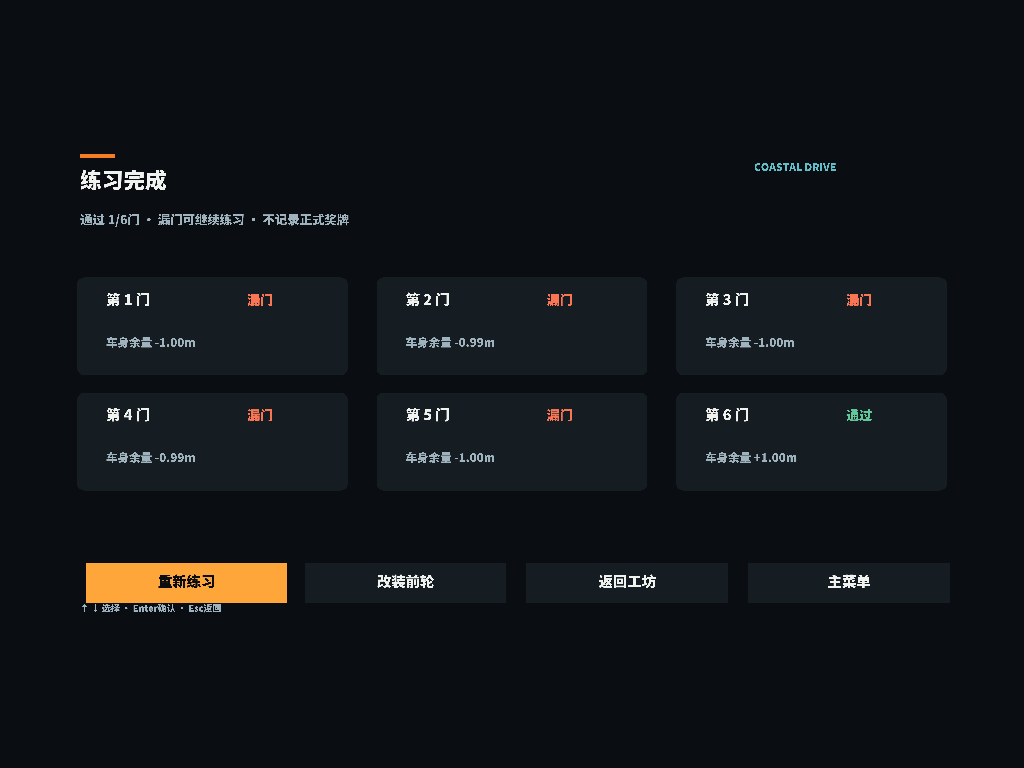 练习完成
COASTAL DRIVE
通过 1/6门 · 漏门可继续练习 · 不记录正式奖牌
第 1 门 漏门
车身余量 -1.00m
第 2 门 漏门
车身余量 -0.99m
第 3 门 漏门
车身余量 -1.00m
第 4 门 漏门
车身余量 -0.99m
第 5 门 漏门
车身余量 -1.00m
第 6 门 通过
车身余量 +1.00m
重新练习
改装前轮
返回工坊
主菜单
↑ ↓ 选择 · Enter确认 · Esc返回